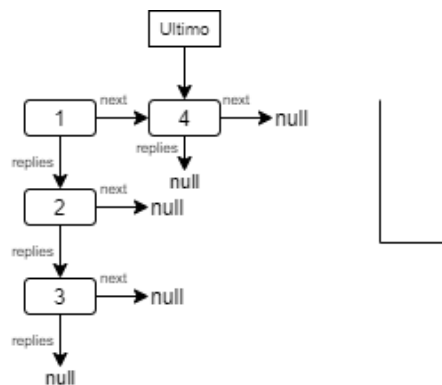 Ultimo
1 next 4 next null
replies replies
null
2 next null
replies
3 next null
replies
null